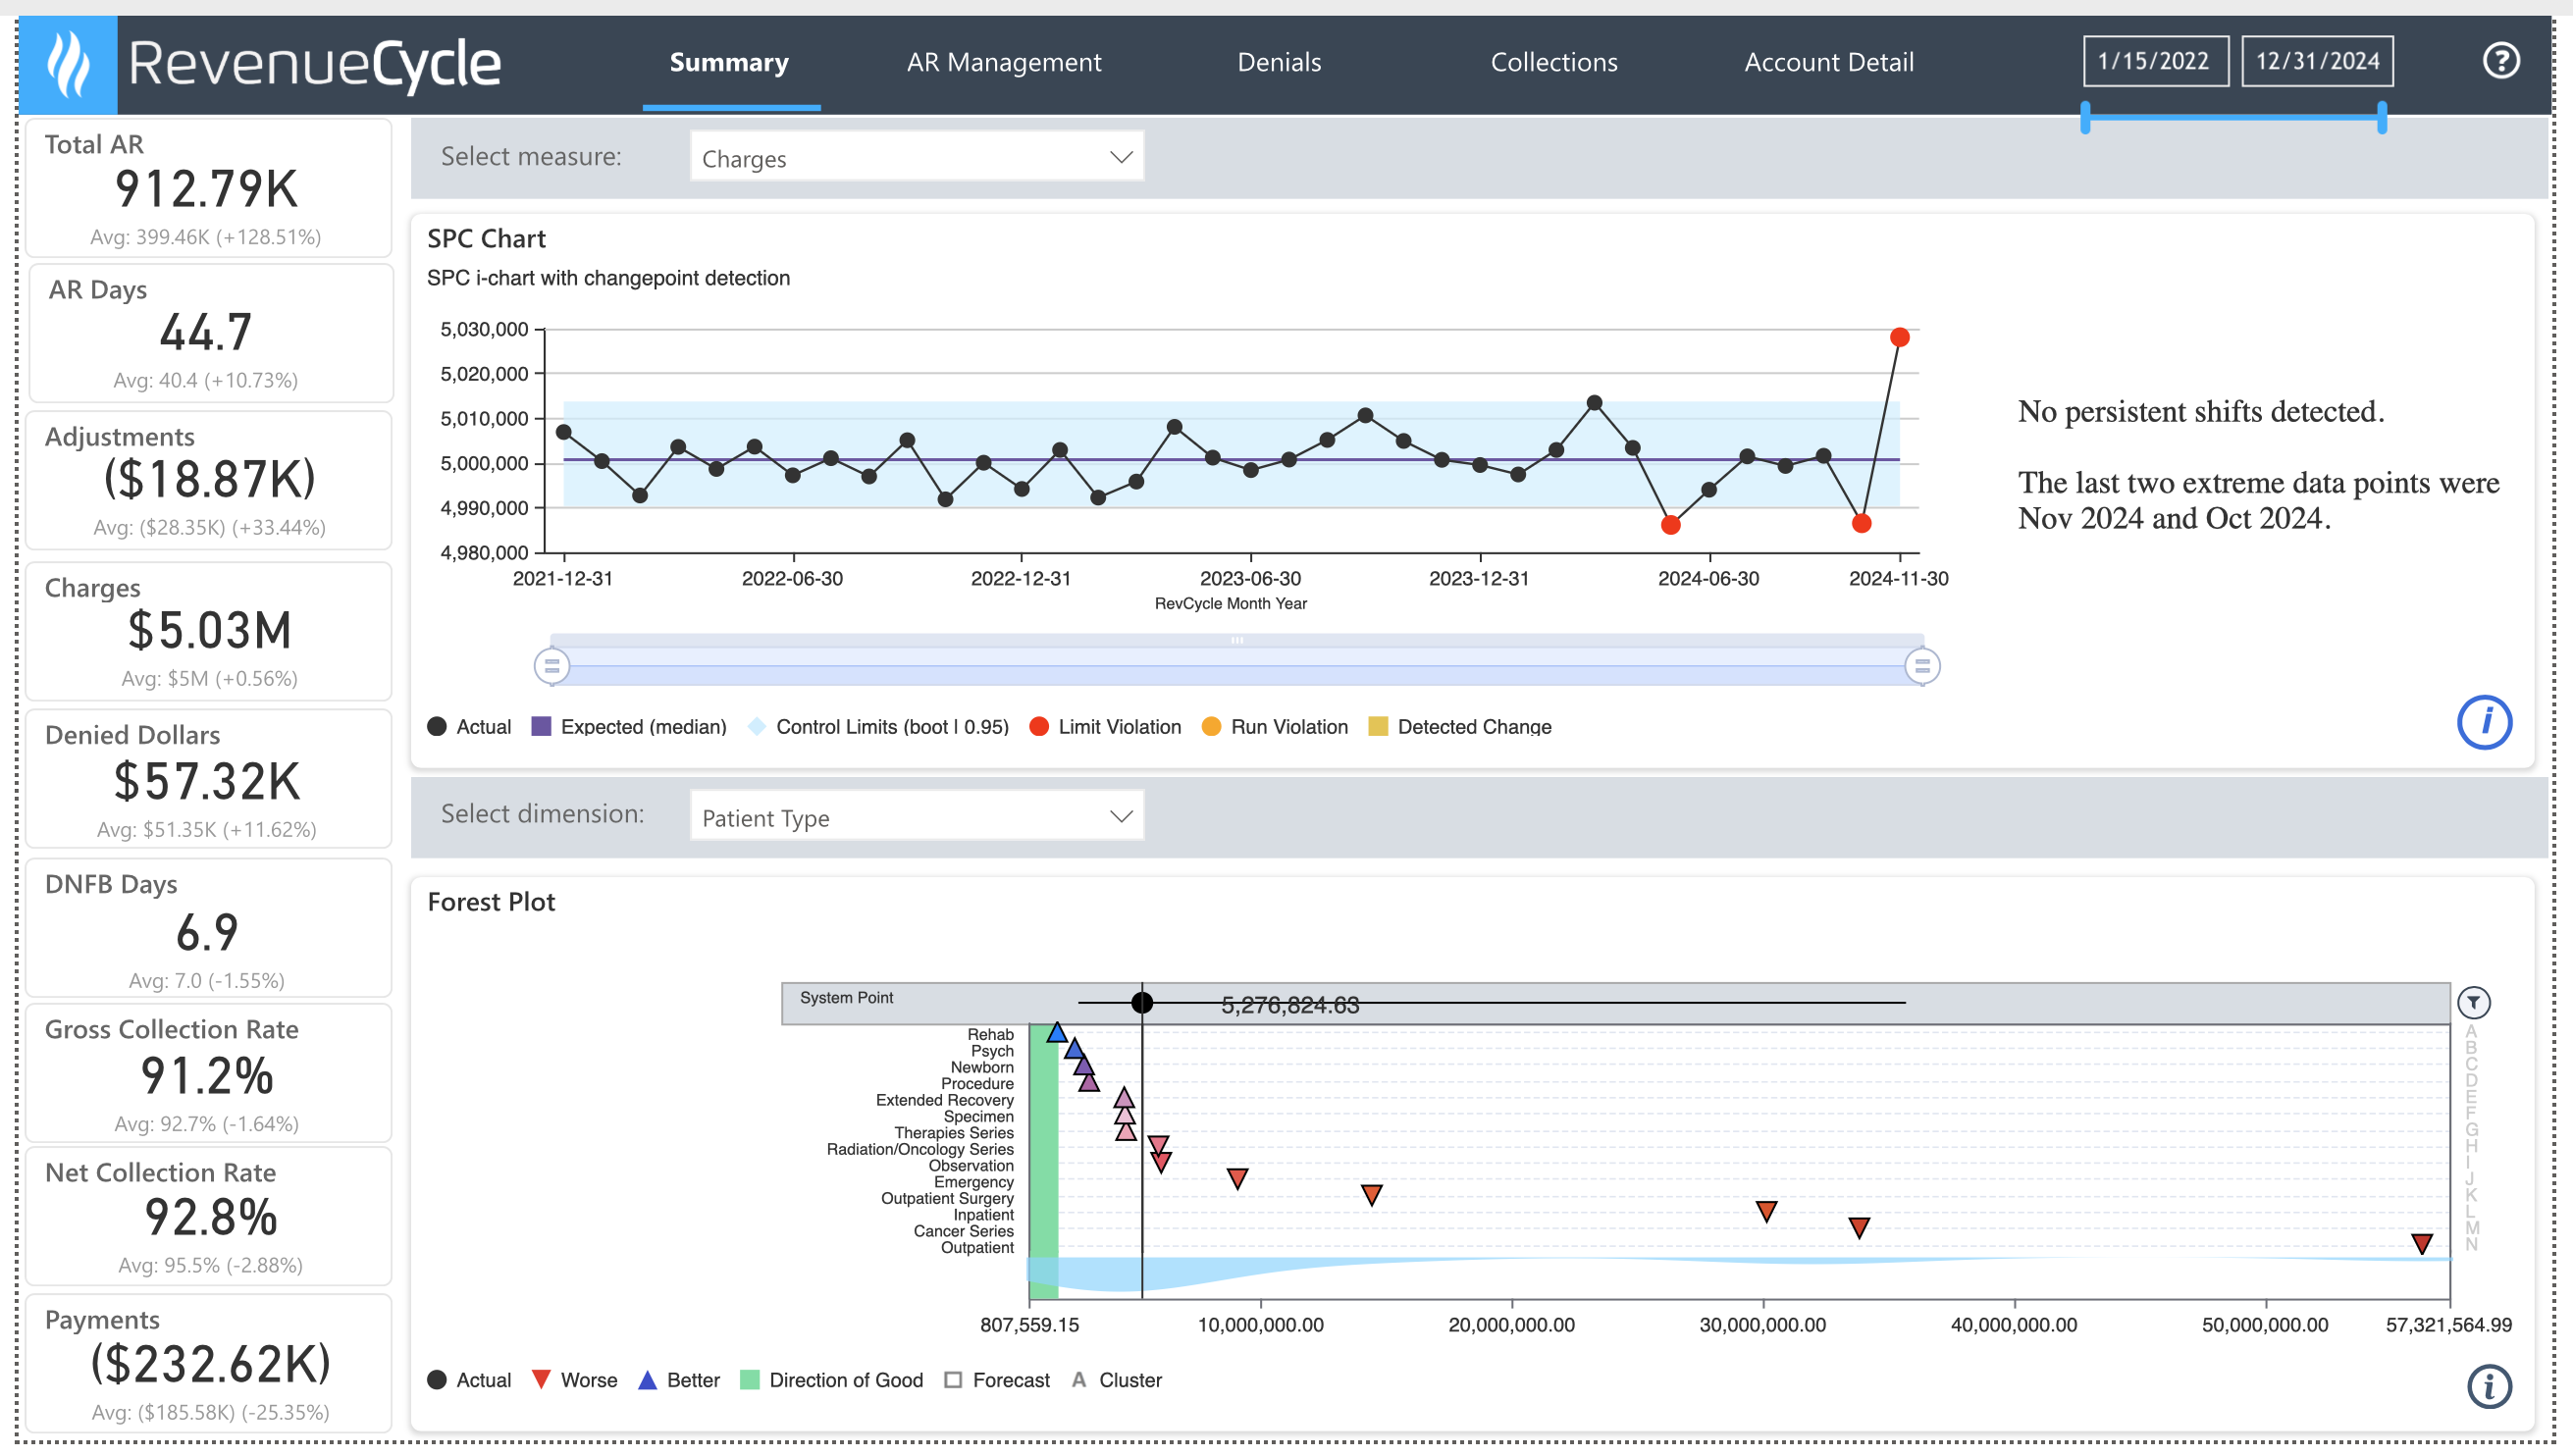 RevenueCycle
Summary
AR Management
Denials
Collections
Account Detail
1/15/2022
12/31/2024
?
Total AR
912.79K
Avg: 399.46K (+128.51%)
AR Days
44.7
Avg: 40.4 (+10.73%)
Adjustments
($18.87K)
Avg: ($28.35K) (+33.44%)
Charges
$5.03M
Avg: $5M (+0.56%)
Denied Dollars
$57.32K
Avg: $51.35K (+11.62%)
DNFB Days
6.9
Avg: 7.0 (-1.55%)
Gross Collection Rate
91.2%
Avg: 92.7% (-1.64%)
Net Collection Rate
92.8%
Avg: 95.5% (-2.88%)
Payments
($232.62K)
Avg: ($185.58K) (-25.35%)
Select measure:
Charges
SPC Chart
SPC i-chart with changepoint detection
5,030,000
5,020,000
5,010,000
5,000,000
4,990,000
4,980,000
2021-12-31
2022-06-30
2022-12-31
2023-06-30
2023-12-31
2024-06-30
2024-11-30
RevCycle Month Year
No persistent shifts detected.
The last two extreme data points were
Nov 2024 and Oct 2024.
Actual
Expected (median)
Control Limits (boot | 0.95)
Limit Violation
Run Violation
Detected Change
i
Select dimension:
Patient Type
Forest Plot
System Point
5,276,824.63
Rehab
Psych
Newborn
Procedure
Extended Recovery
Specimen
Therapies Series
Radiation/Oncology Series
Observation
Emergency
Outpatient Surgery
Inpatient
Cancer Series
Outpatient
A
B
C
D
E
F
G
H
I
J
K
L
M
N
807,559.15
10,000,000.00
20,000,000.00
30,000,000.00
40,000,000.00
50,000,000.00
57,321,564.99
Actual
Worse
Better
Direction of Good
Forecast
A Cluster
i